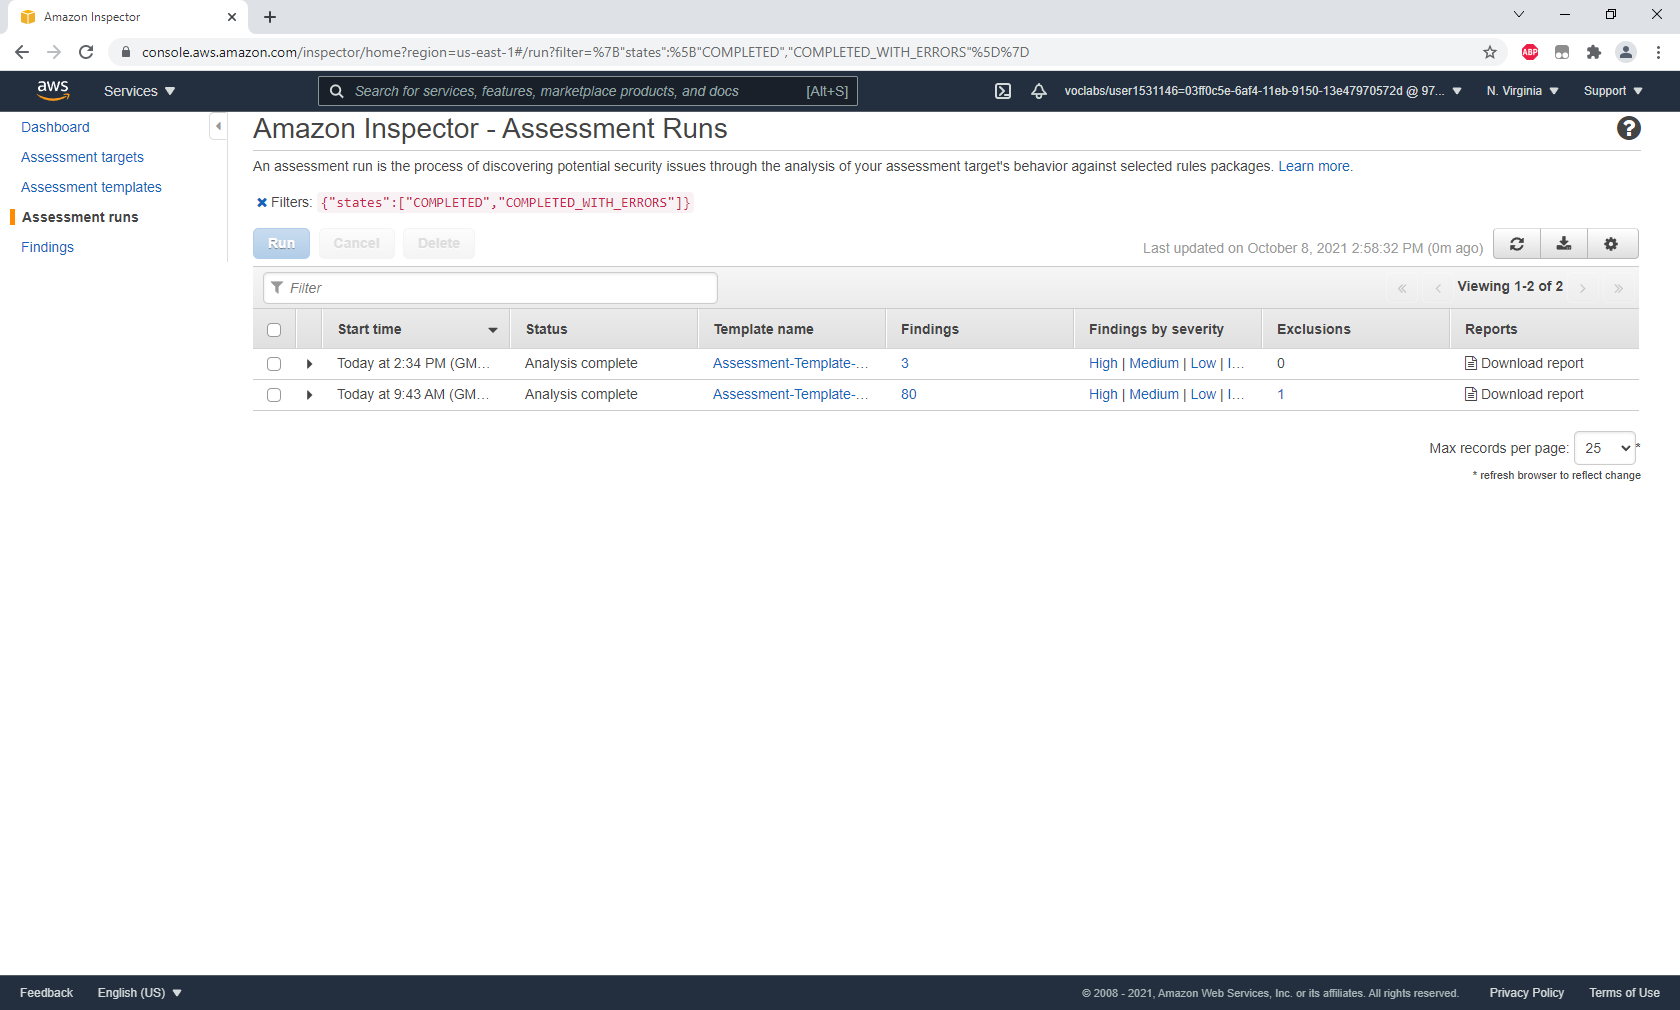 Amazon Inspector
console.aws.amazon.com/inspector/home?region=us-east-1#/run?filter=%7B"states":%5B"COMPLETED","COMPLETED_WITH_ERRORS"%5D%7D
ABP
aws Services Search for services, features, marketplace products, and docs [Alt+S] voclabs/user1531146=03ff0c5e-6af4-11eb-9150-13e47970572d @ 97... N. Virginia Support
Dashboard
Assessment targets
Assessment templates
Assessment runs
Findings
Amazon Inspector - Assessment Runs
An assessment run is the process of discovering potential security issues through the analysis of your assessment target's behavior against selected rules packages. Learn more.
Filters: {"states":["COMPLETED","COMPLETED_WITH_ERRORS"]}
Run Cancel Delete Last updated on October 8, 2021 2:58:32 PM (0m ago)
Filter « ‹ Viewing 1-2 of 2 › »
Start time Status Template name Findings Findings by severity Exclusions Reports
Today at 2:34 PM (GM... Analysis complete Assessment-Template-... 3 High | Medium | Low | I... 0 Download report
Today at 9:43 AM (GM... Analysis complete Assessment-Template-... 80 High | Medium | Low | I... 1 Download report
Max records per page: 25 *
* refresh browser to reflect change
Feedback English (US) © 2008 - 2021, Amazon Web Services, Inc. or its affiliates. All rights reserved. Privacy Policy Terms of Use